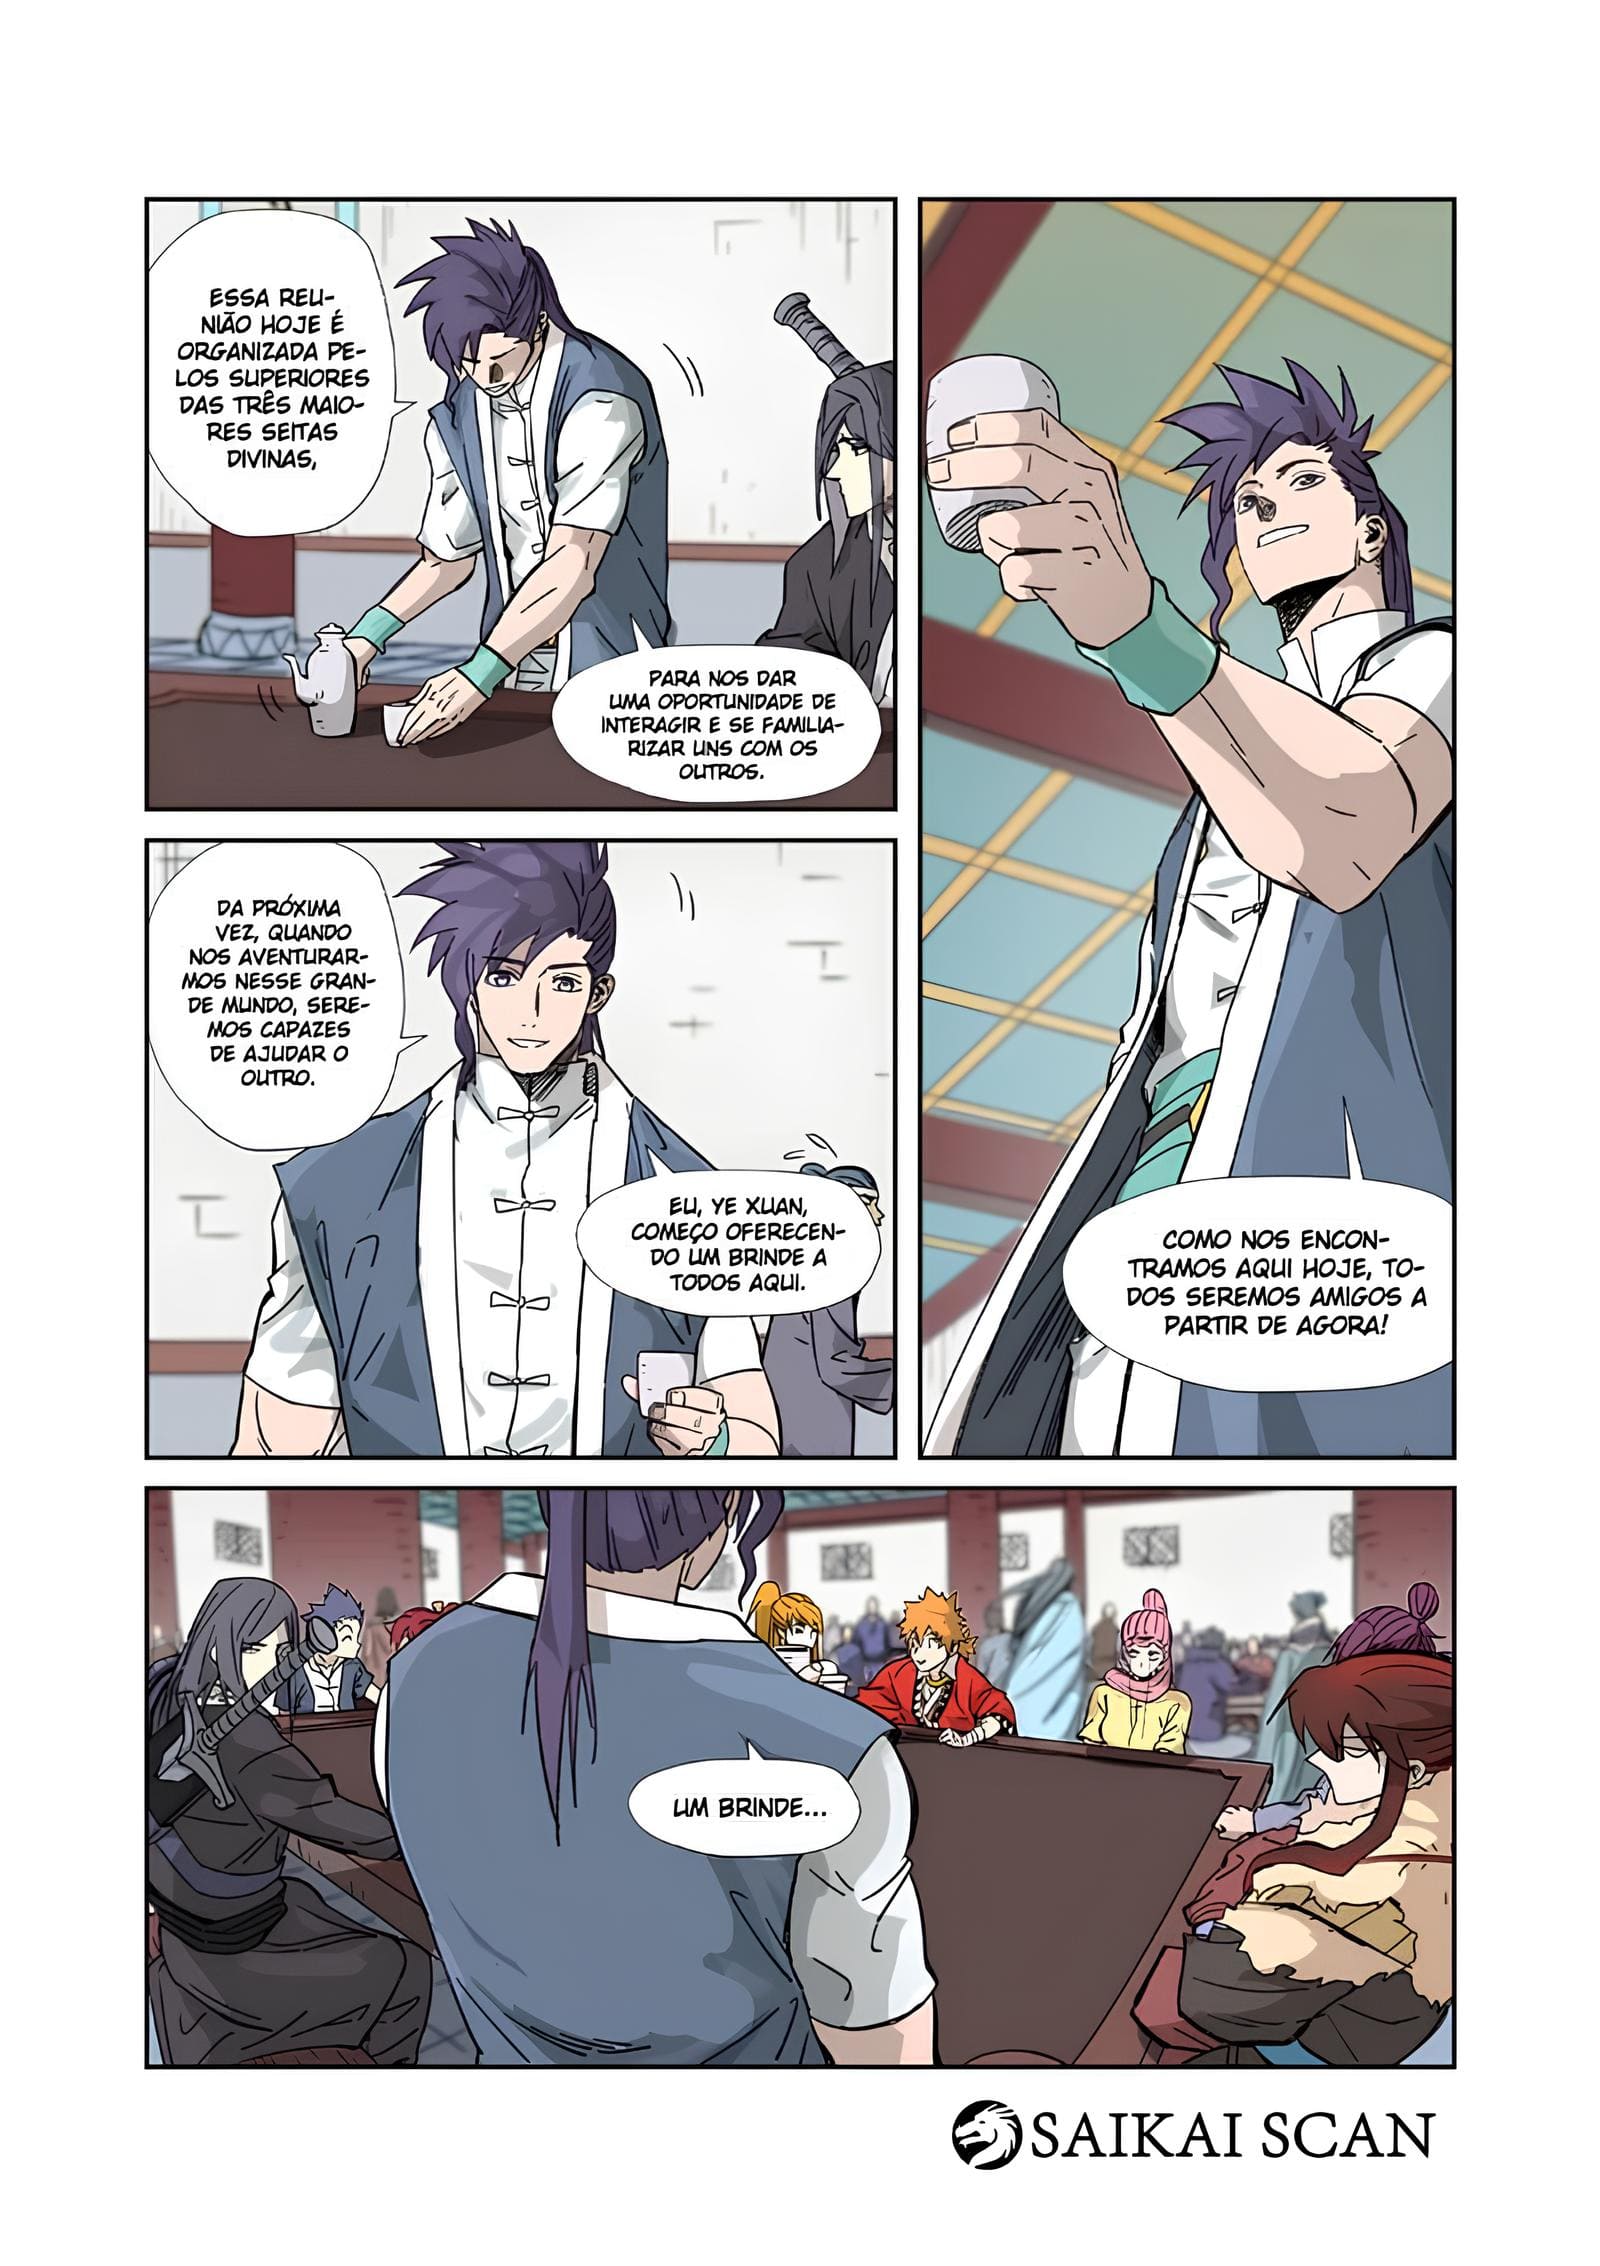 ESSA REU-
NIÃO HOJE É
ORGANIZADA PE-
LOS SUPERIORES
DAS TRÊS MAIO-
RES SEITAS
DIVINAS,
PARA NOS DAR
UMA OPORTUNIDADE DE
INTERAGIR E SE FAMILIA-
RIZAR UNS COM OS
OUTROS.
DA PRÓXIMA
VEZ, QUANDO
NOS AVENTURAR-
MOS NESSE GRAN-
DE MUNDO, SERE-
MOS CAPAZES
DE AJUDAR O
OUTRO.
EU, YE XUAN,
COMEÇO OFERECEN-
DO UM BRINDE A
TODOS AQUI.
COMO NOS ENCON-
TRAMOS AQUI HOJE, TO-
DOS SEREMOS AMIGOS A
PARTIR DE AGORA!
UM BRINDE...
SAIKAI SCAN